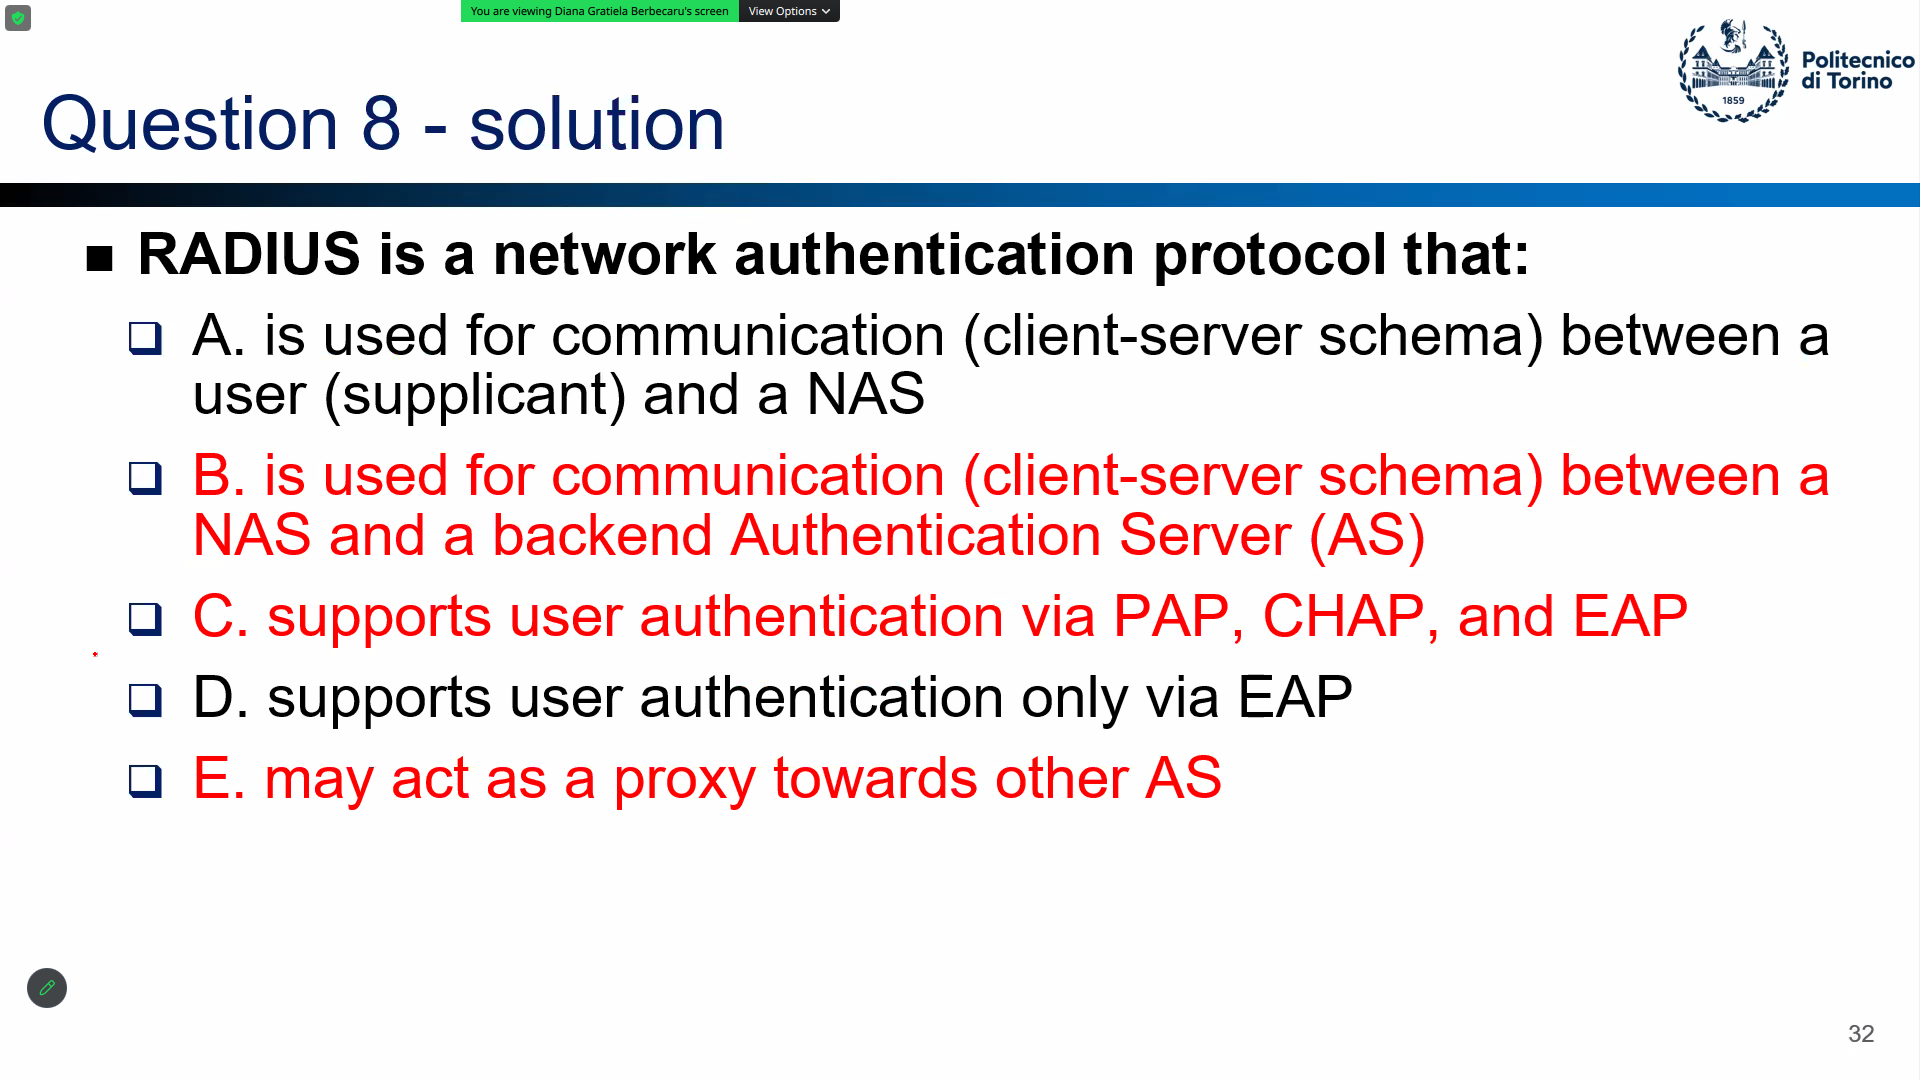 You are viewing Diana Gratiela Berbecaru's screen View Options
Politecnico
di Torino
1859
Question 8 - solution
■ RADIUS is a network authentication protocol that:
❑ A. is used for communication (client-server schema) between a
user (supplicant) and a NAS
❑ B. is used for communication (client-server schema) between a
NAS and a backend Authentication Server (AS)
❑ C. supports user authentication via PAP, CHAP, and EAP
❑ D. supports user authentication only via EAP
❑ E. may act as a proxy towards other AS
32